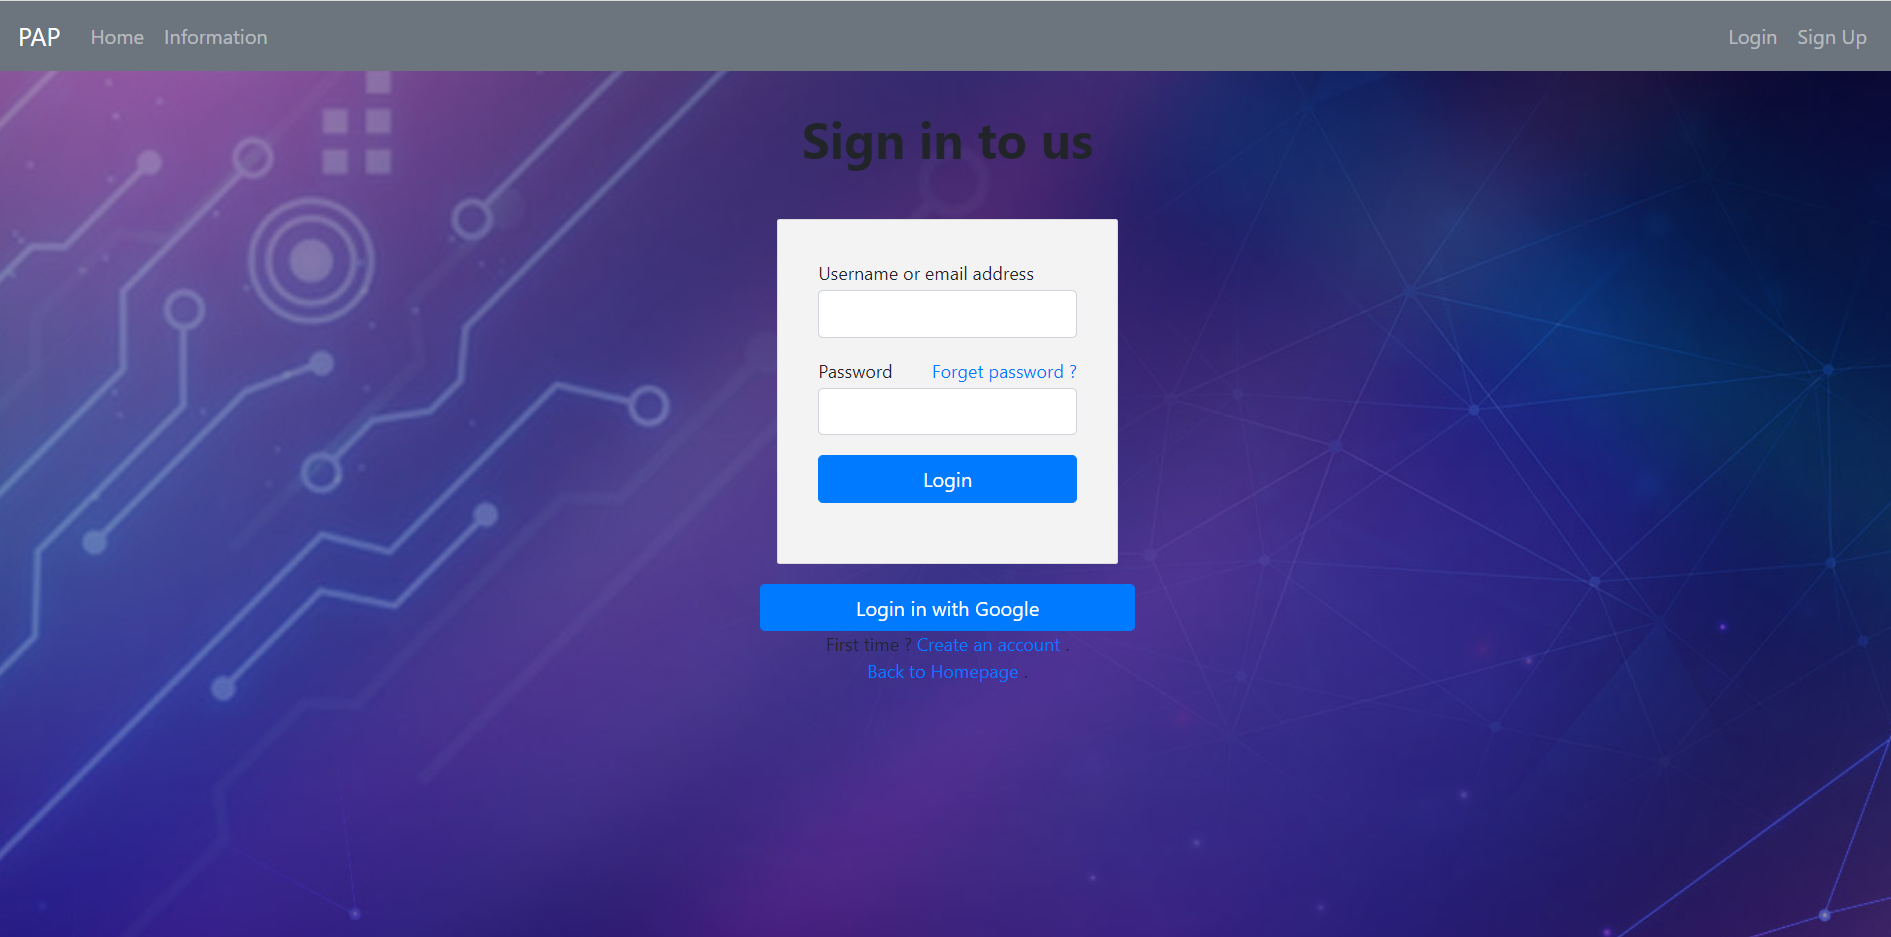 PAP Home Information Login Sign Up
Sign in to us
Username or email address
Password Forget password ?
Login
Login in with Google
First time ? Create an account .
Back to Homepage .